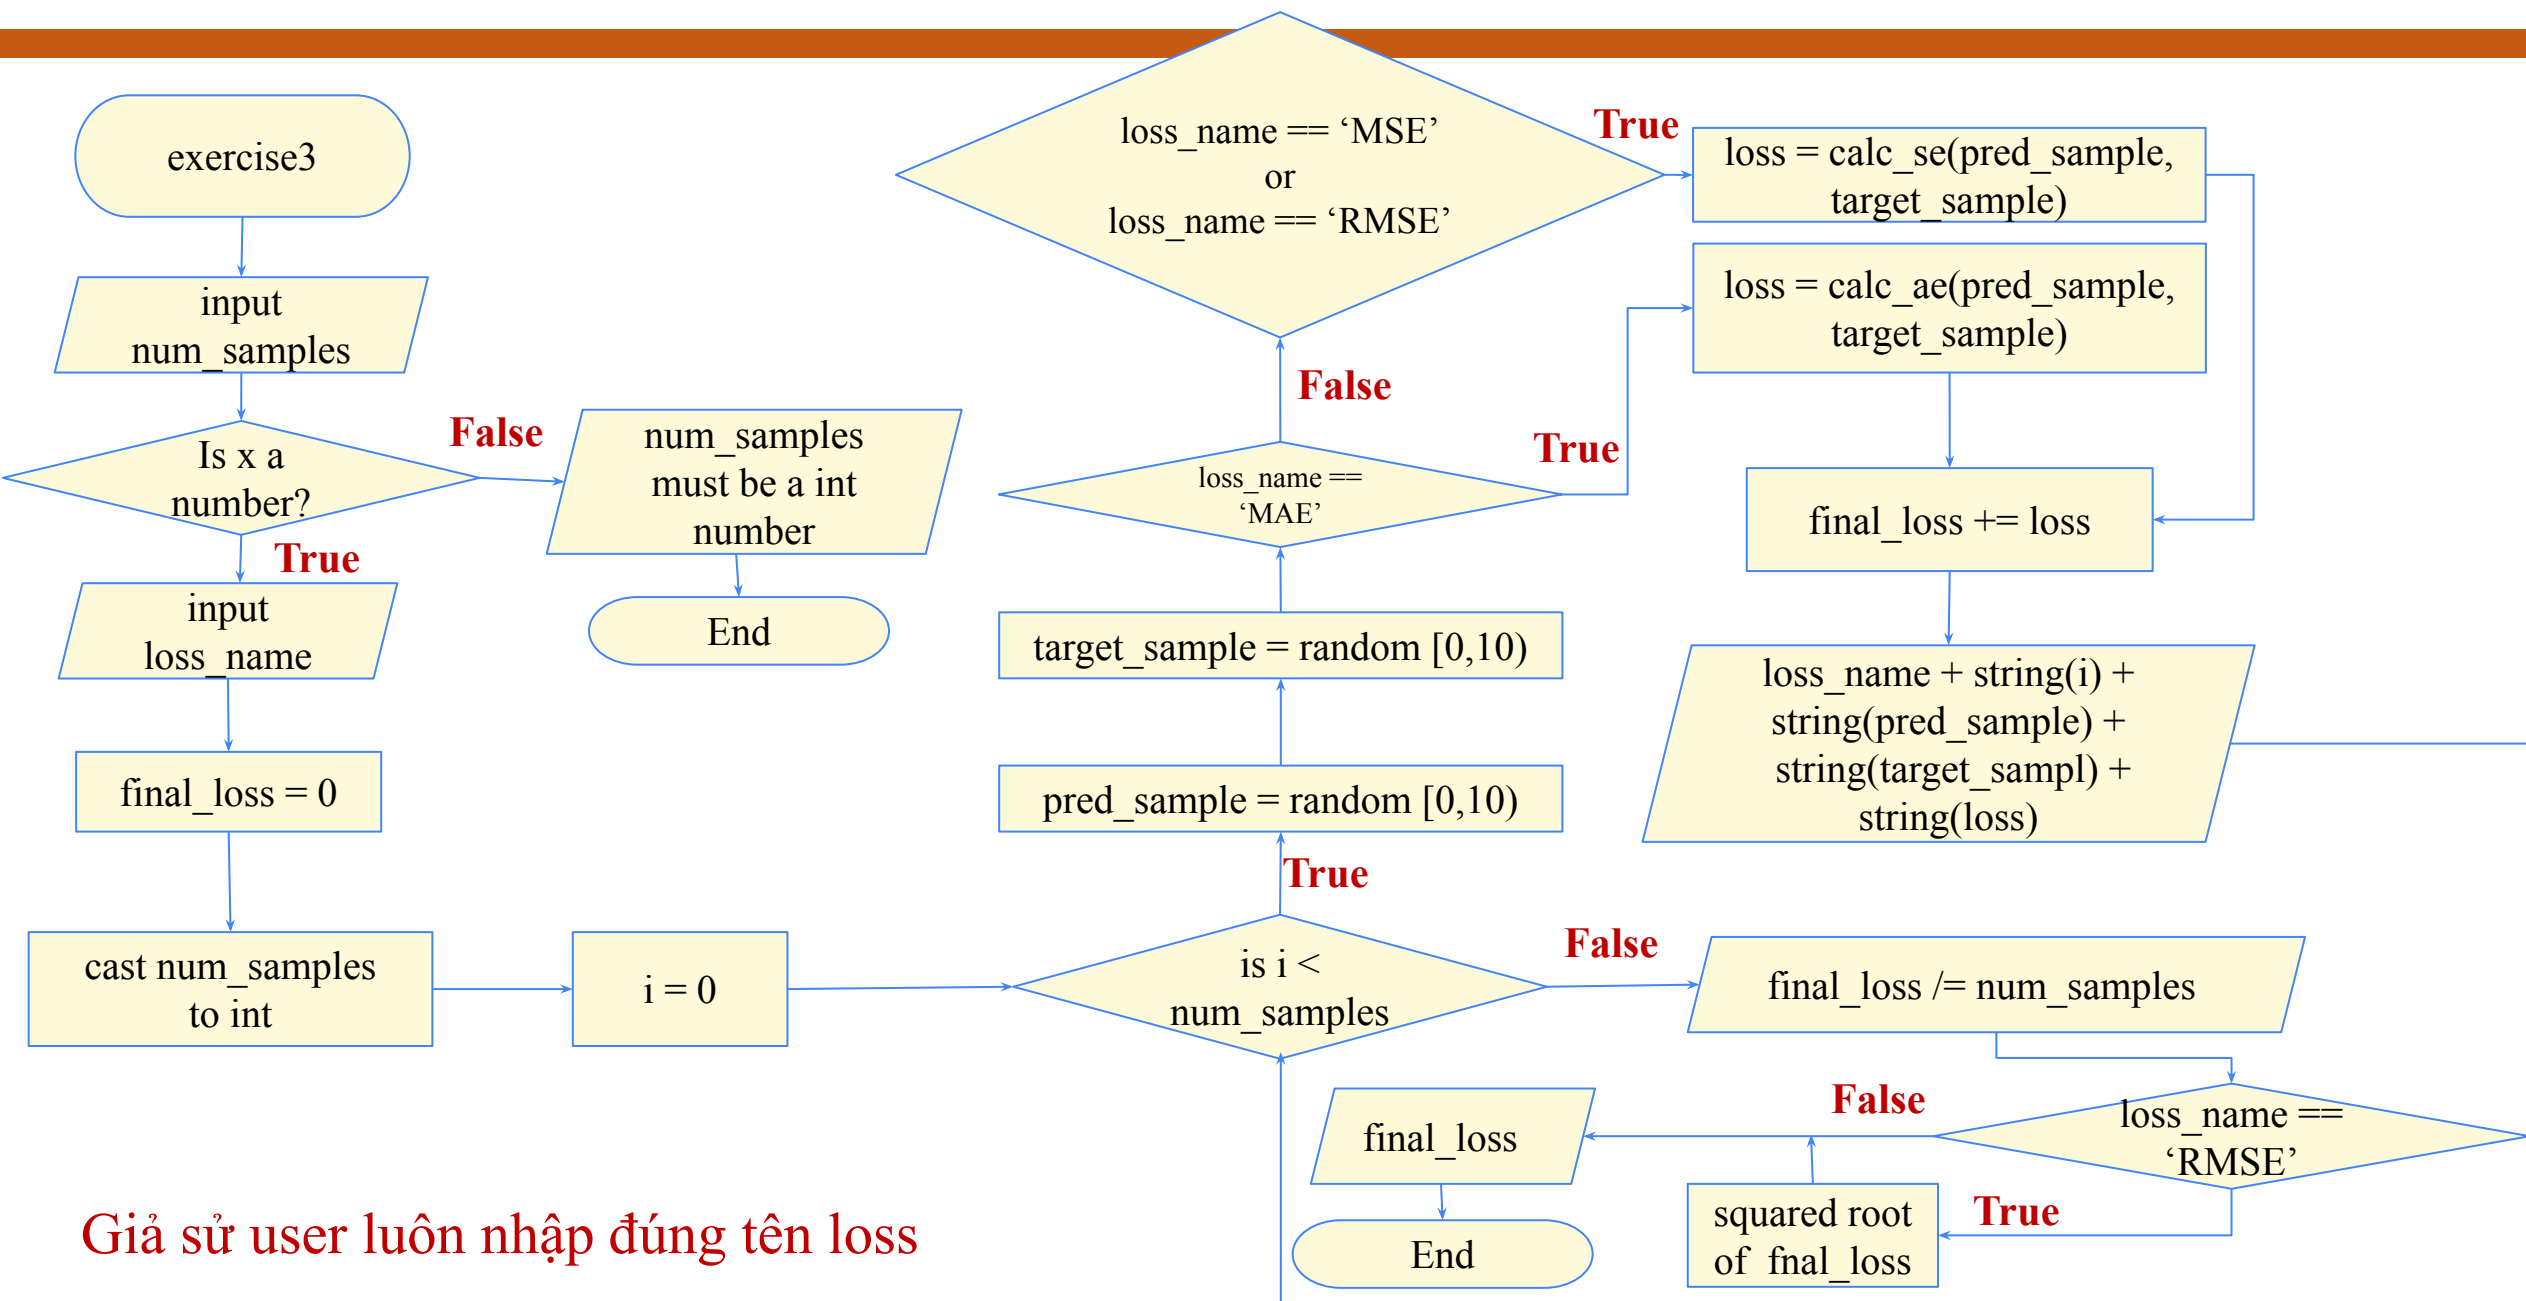 exercise3
input
num_samples
Is x a
number?
False
num_samples
must be a int
number
End
True
input
loss_name
final_loss = 0
cast num_samples
to int
i = 0
is i <
num_samples
True
pred_sample = random [0,10)
target_sample = random [0,10)
loss_name ==
‘MAE’
False
True
loss_name == ‘MSE’
or
loss_name == ‘RMSE’
True
loss = calc_se(pred_sample,
target_sample)
loss = calc_ae(pred_sample,
target_sample)
final_loss += loss
loss_name + string(i) +
string(pred_sample) +
string(target_sampl) +
string(loss)
False
final_loss /= num_samples
loss_name ==
‘RMSE’
False
True
squared root
of fnal_loss
final_loss
End
Giả sử user luôn nhập đúng tên loss